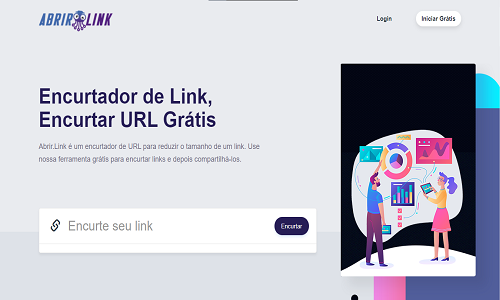 ABRIR LINK
Login
Iniciar Grátis
Encurtador de Link,
Encurtar URL Grátis
Abrir.Link é um encurtador de URL para reduzir o tamanho de um link. Use
nossa ferramenta grátis para encurtar links e depois compartilhá-los.
Encurte seu link
Encurtar